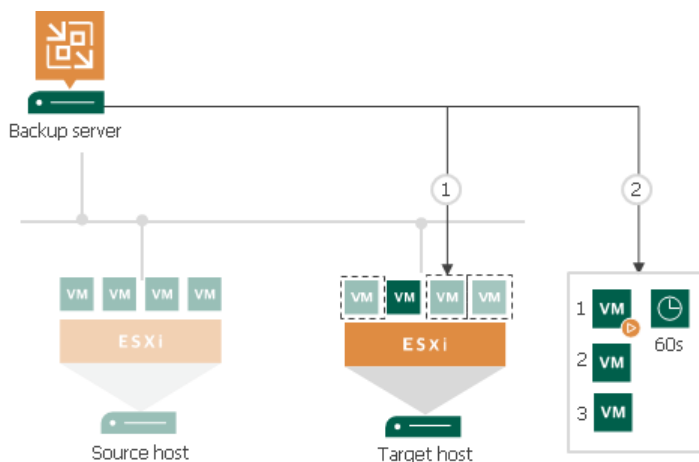 Backup server
1
2
VM VM VM VM
VM VM VM VM
ESXi
ESXi
1 VM
60s
2 VM
3 VM
Source host
Target host